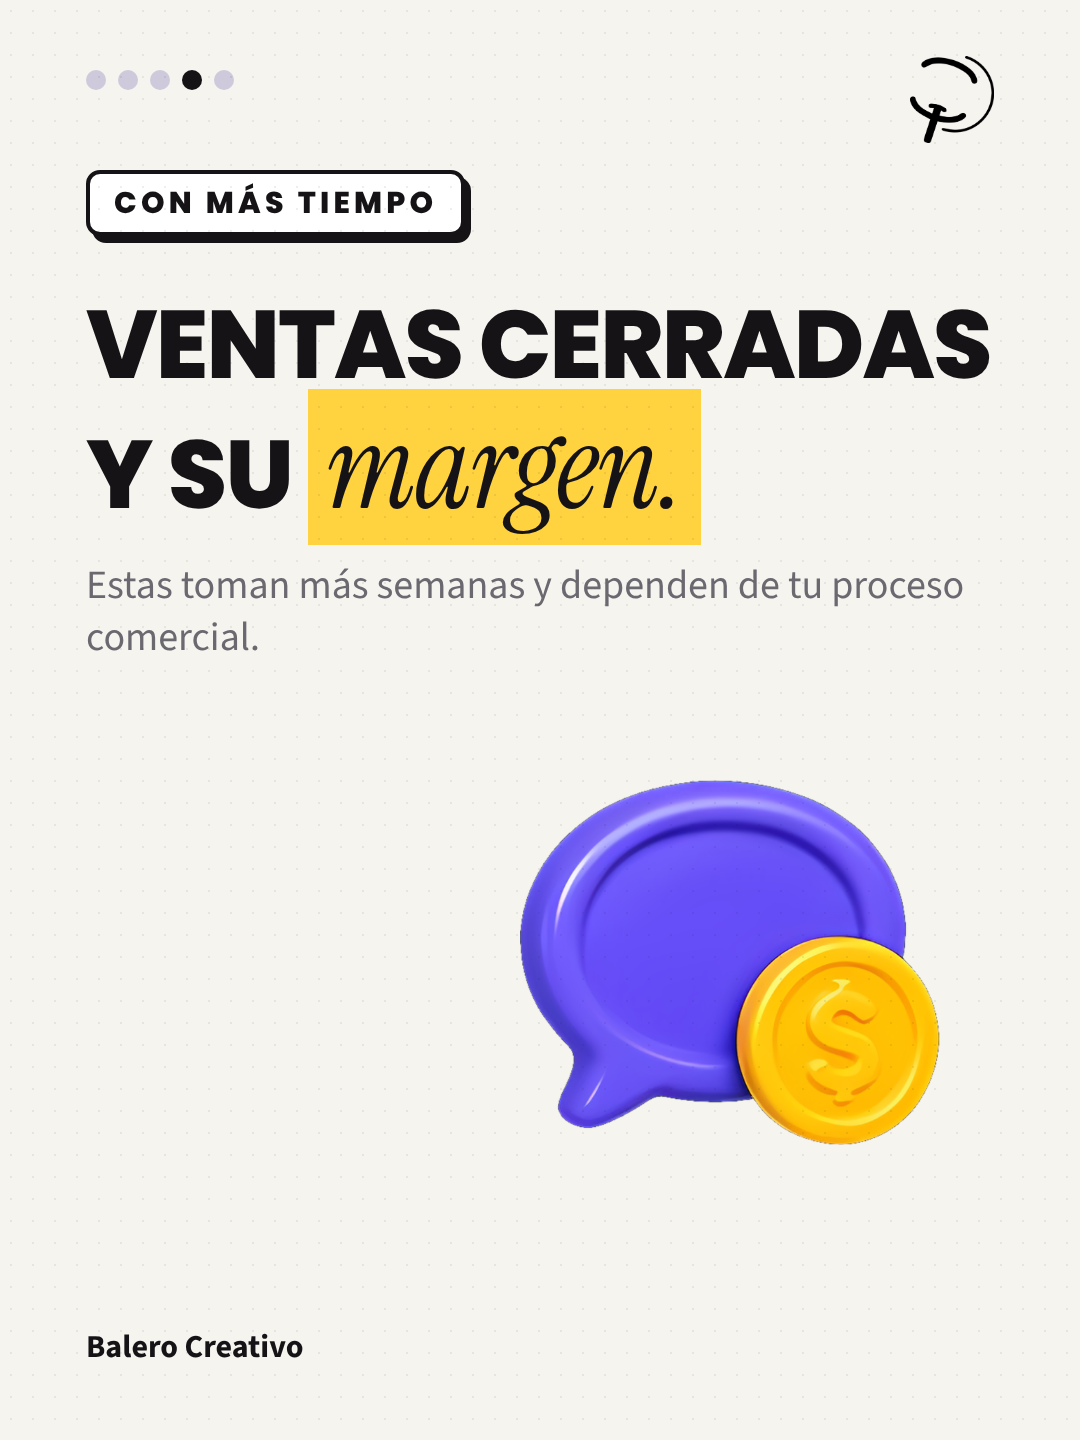 CON MÁS TIEMPO
VENTAS CERRADAS
Y SU margen.
Estas toman más semanas y dependen de tu proceso
comercial.
$
Balero Creativo